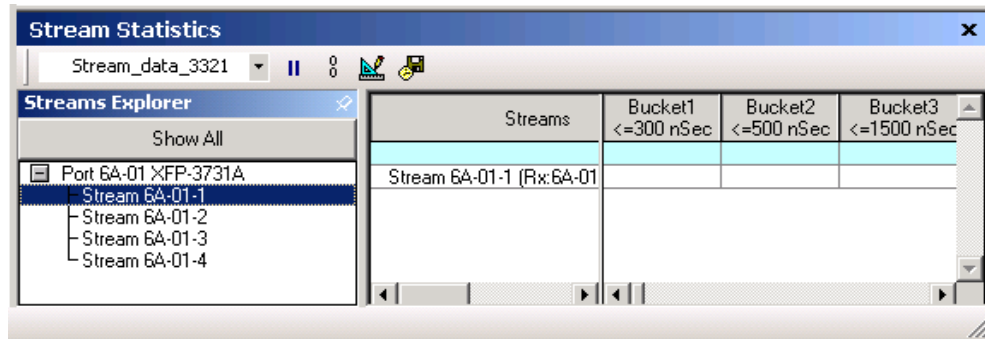 Stream Statistics
Stream_data_3321
Streams Explorer
Show All
Port 6A-01 XFP-3731A
Stream 6A-01-1
Stream 6A-01-2
Stream 6A-01-3
Stream 6A-01-4
Streams
Bucket1
<=300 nSec
Bucket2
<=500 nSec
Bucket3
<=1500 nSec
Stream 6A-01-1 (Rx:6A-01